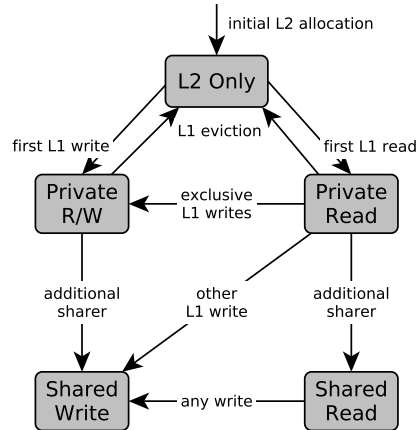 initial L2 allocation
L2 Only
L1 eviction
first L1 write
first L1 read
Private
R/W
exclusive
L1 writes
Private
Read
additional
sharer
other
L1 write
additional
sharer
Shared
Write
any write
Shared
Read